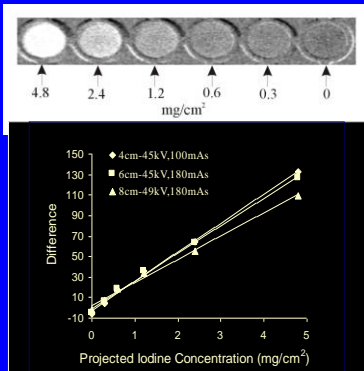 4.8 2.4 1.2 0.6 0.3 0
mg/cm²
150
130
110
90
70
50
30
10
-10
Difference
4cm-45kV,100mAs
6cm-45kV,180mAs
8cm-49kV,180mAs
0 1 2 3 4 5
Projected Iodine Concentration (mg/cm²)